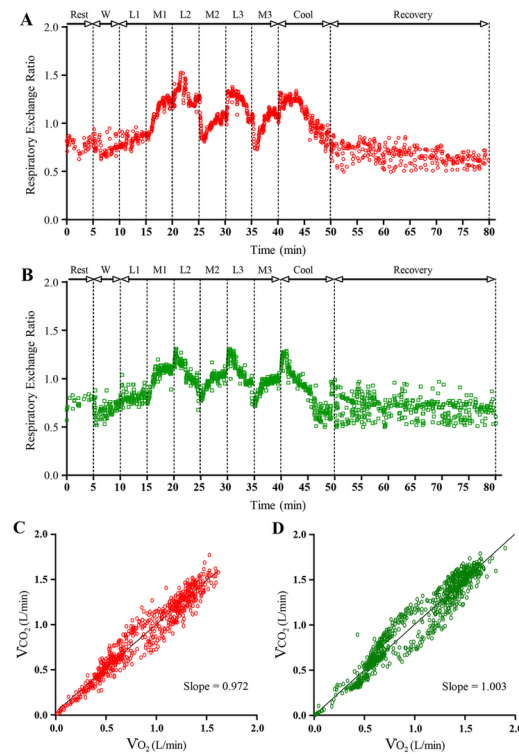 A
Rest W L1 M1 L2 M2 L3 M3 Cool Recovery
Respiratory Exchange Ratio
2.0
1.5
1.0
0.5
0.0
0 5 10 15 20 25 30 35 40 45 50 55 60 65 70 75 80
Time (min)
B
Rest W L1 M1 L2 M2 L3 M3 Cool Recovery
Respiratory Exchange Ratio
2.0
1.5
1.0
0.5
0.0
0 5 10 15 20 25 30 35 40 45 50 55 60 65 70 75 80
Time (min)
C
V̇CO₂ (L/min)
2.0
1.5
1.0
0.5
0.0
Slope = 0.972
0.0 0.5 1.0 1.5 2.0
V̇O₂ (L/min)
D
V̇CO₂ (L/min)
2.0
1.5
1.0
0.5
0.0
Slope = 1.003
0.0 0.5 1.0 1.5 2.0
V̇O₂ (L/min)